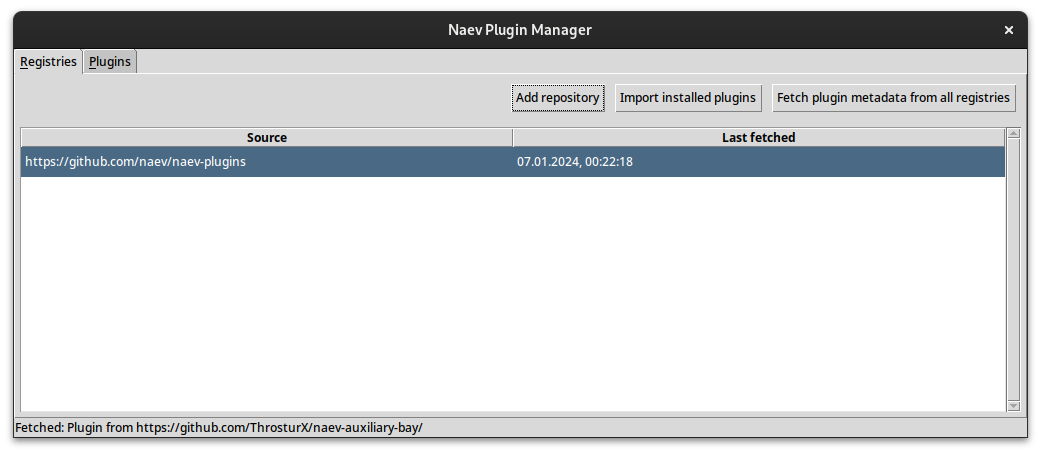 Naev Plugin Manager
Registries Plugins
Add repository Import installed plugins Fetch plugin metadata from all registries
Source Last fetched
https://github.com/naev/naev-plugins 07.01.2024, 00:22:18
Fetched: Plugin from https://github.com/ThrosturX/naev-auxiliary-bay/